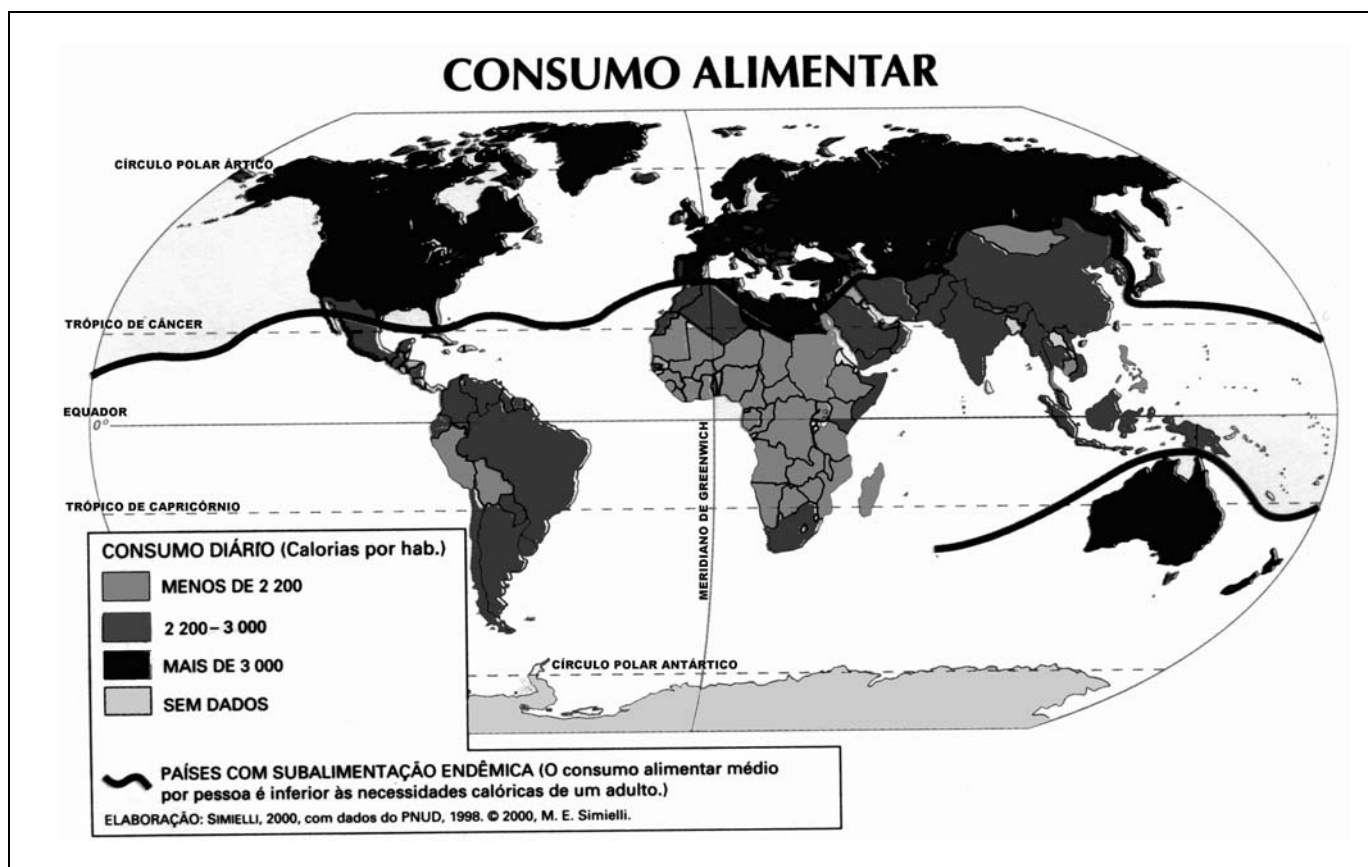 CONSUMO ALIMENTAR
CÍRCULO POLAR ÁRTICO
TRÓPICO DE CÂNCER
EQUADOR
0°
MERIDIANO DE GREENWICH
TRÓPICO DE CAPRICÓRNIO
CÍRCULO POLAR ANTÁRTICO
CONSUMO DIÁRIO (Calorias por hab.)
MENOS DE 2 200
2 200 – 3 000
MAIS DE 3 000
SEM DADOS
PAÍSES COM SUBALIMENTAÇÃO ENDÊMICA (O consumo alimentar médio
por pessoa é inferior às necessidades calóricas de um adulto.)
ELABORAÇÃO: SIMIELLI, 2000, com dados do PNUD, 1998. © 2000, M. E. Simielli.